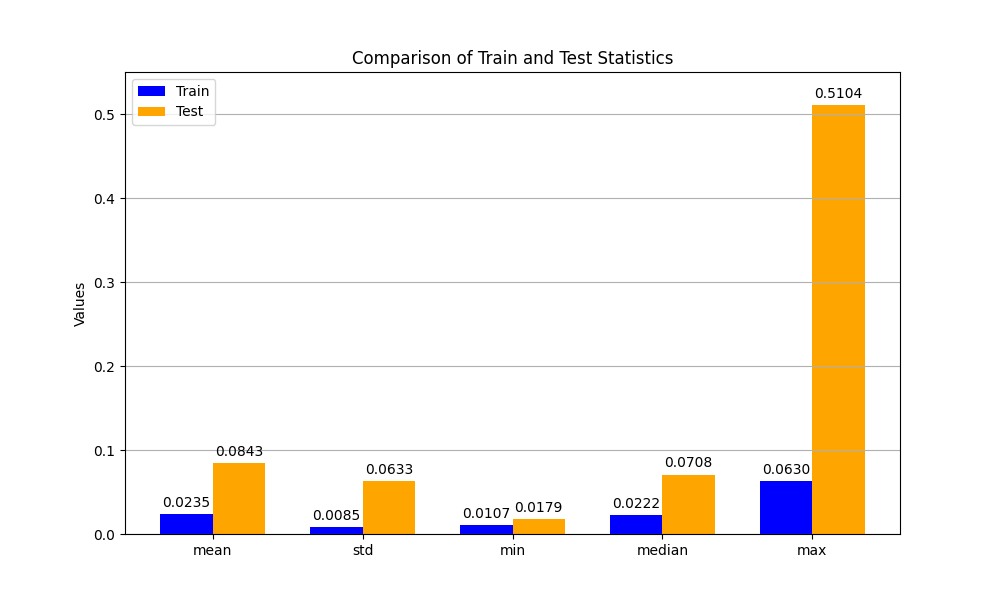 Comparison of Train and Test Statistics
Train
Test
Values
0.5
0.4
0.3
0.2
0.1
0.0
0.0235
0.0843
0.0085
0.0633
0.0107
0.0179
0.0222
0.0708
0.0630
0.5104
mean
std
min
median
max